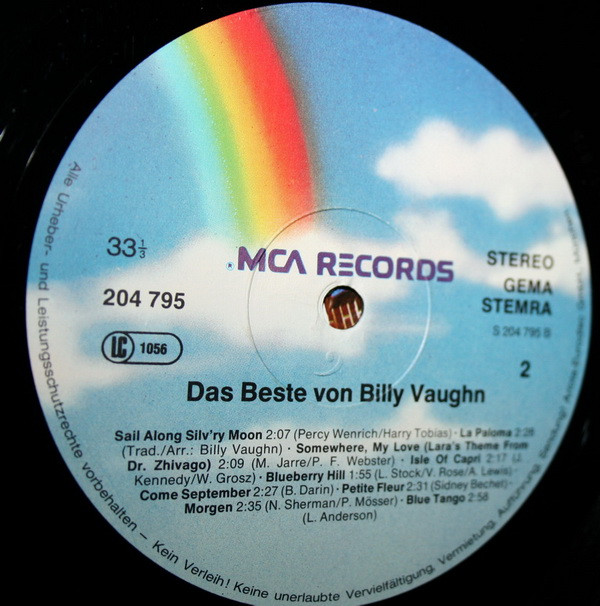 33⅓
204 795
LC 1056
MCA RECORDS
STEREO
GEMA
STEMRA
S 204 795 B
2
Das Beste von Billy Vaughn
Sail Along Silv'ry Moon 2:07 (Percy Wenrich/Harry Tobias) · La Paloma 2:26
(Trad./Arr.: Billy Vaughn) · Somewhere, My Love (Lara's Theme From
Dr. Zhivago) 2:09 (M. Jarre/P. F. Webster) · Isle Of Capri 2:17 (J.
Kennedy/W. Grosz) · Blueberry Hill 1:55 (L. Stock/V. Rose/A. Lewis) ·
Come September 2:27 (B. Darin) · Petite Fleur 2:31 (Sidney Bechet) ·
Morgen 2:35 (N. Sherman/P. Mösser) · Blue Tango 2:58
(L. Anderson)
Alle Urheber- und Leistungsschutzrechte vorbehalten – Kein Verleih! Keine unerlaubte Vervielfältigung, Vermietung, Aufführung, Sendung! Ariola-Eurodisc GmbH, München